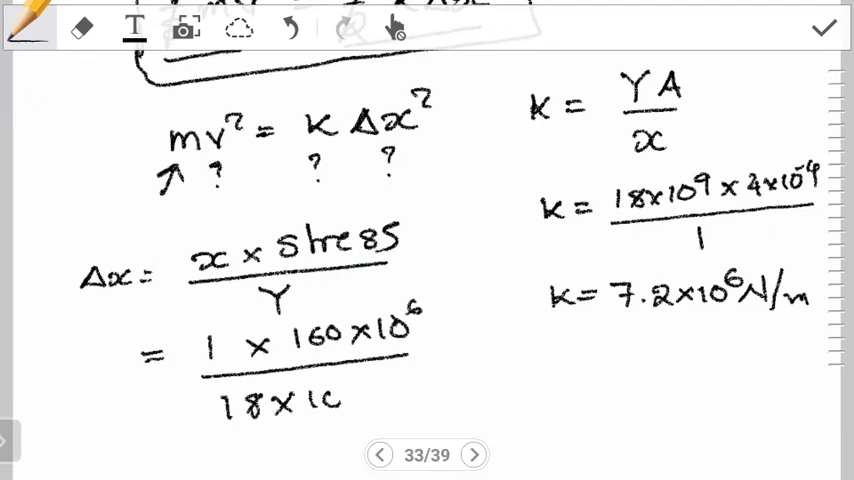 T
mv² = k Δx²
? ? ?
Δx = x × stress / Y
= 1 × 160×10⁶ / 18×10
k = YA / x
k = 18×10⁹ × 4×10⁻⁴ / 1
k = 7.2×10⁶ N/m
33/39